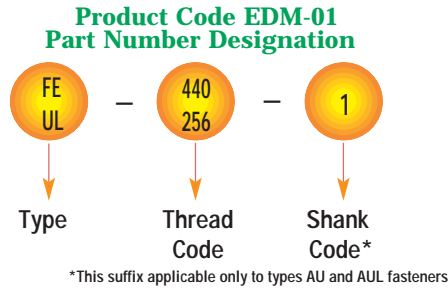 Product Code EDM-01
Part Number Designation
FE – 440 – 1
UL 256
Type Thread Shank
Code Code*
*This suffix applicable only to types AU and AUL fasteners